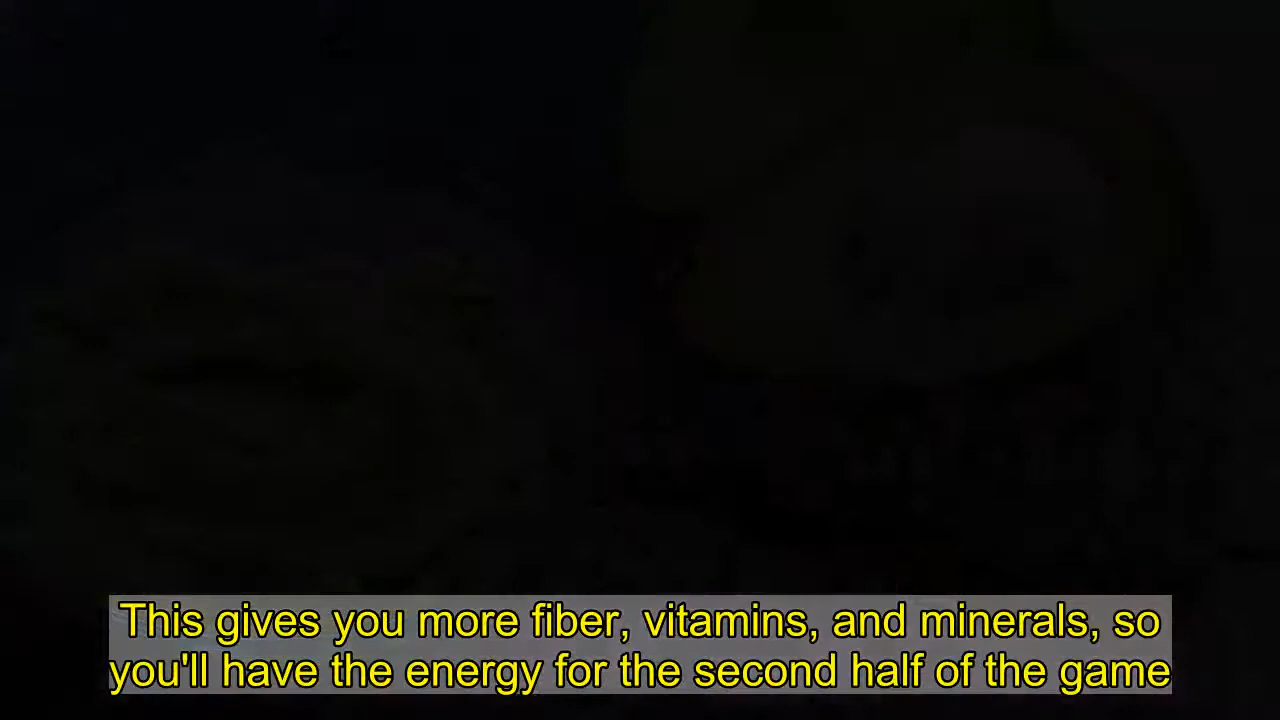 This gives you more fiber, vitamins, and minerals, so
you'll have the energy for the second half of the game